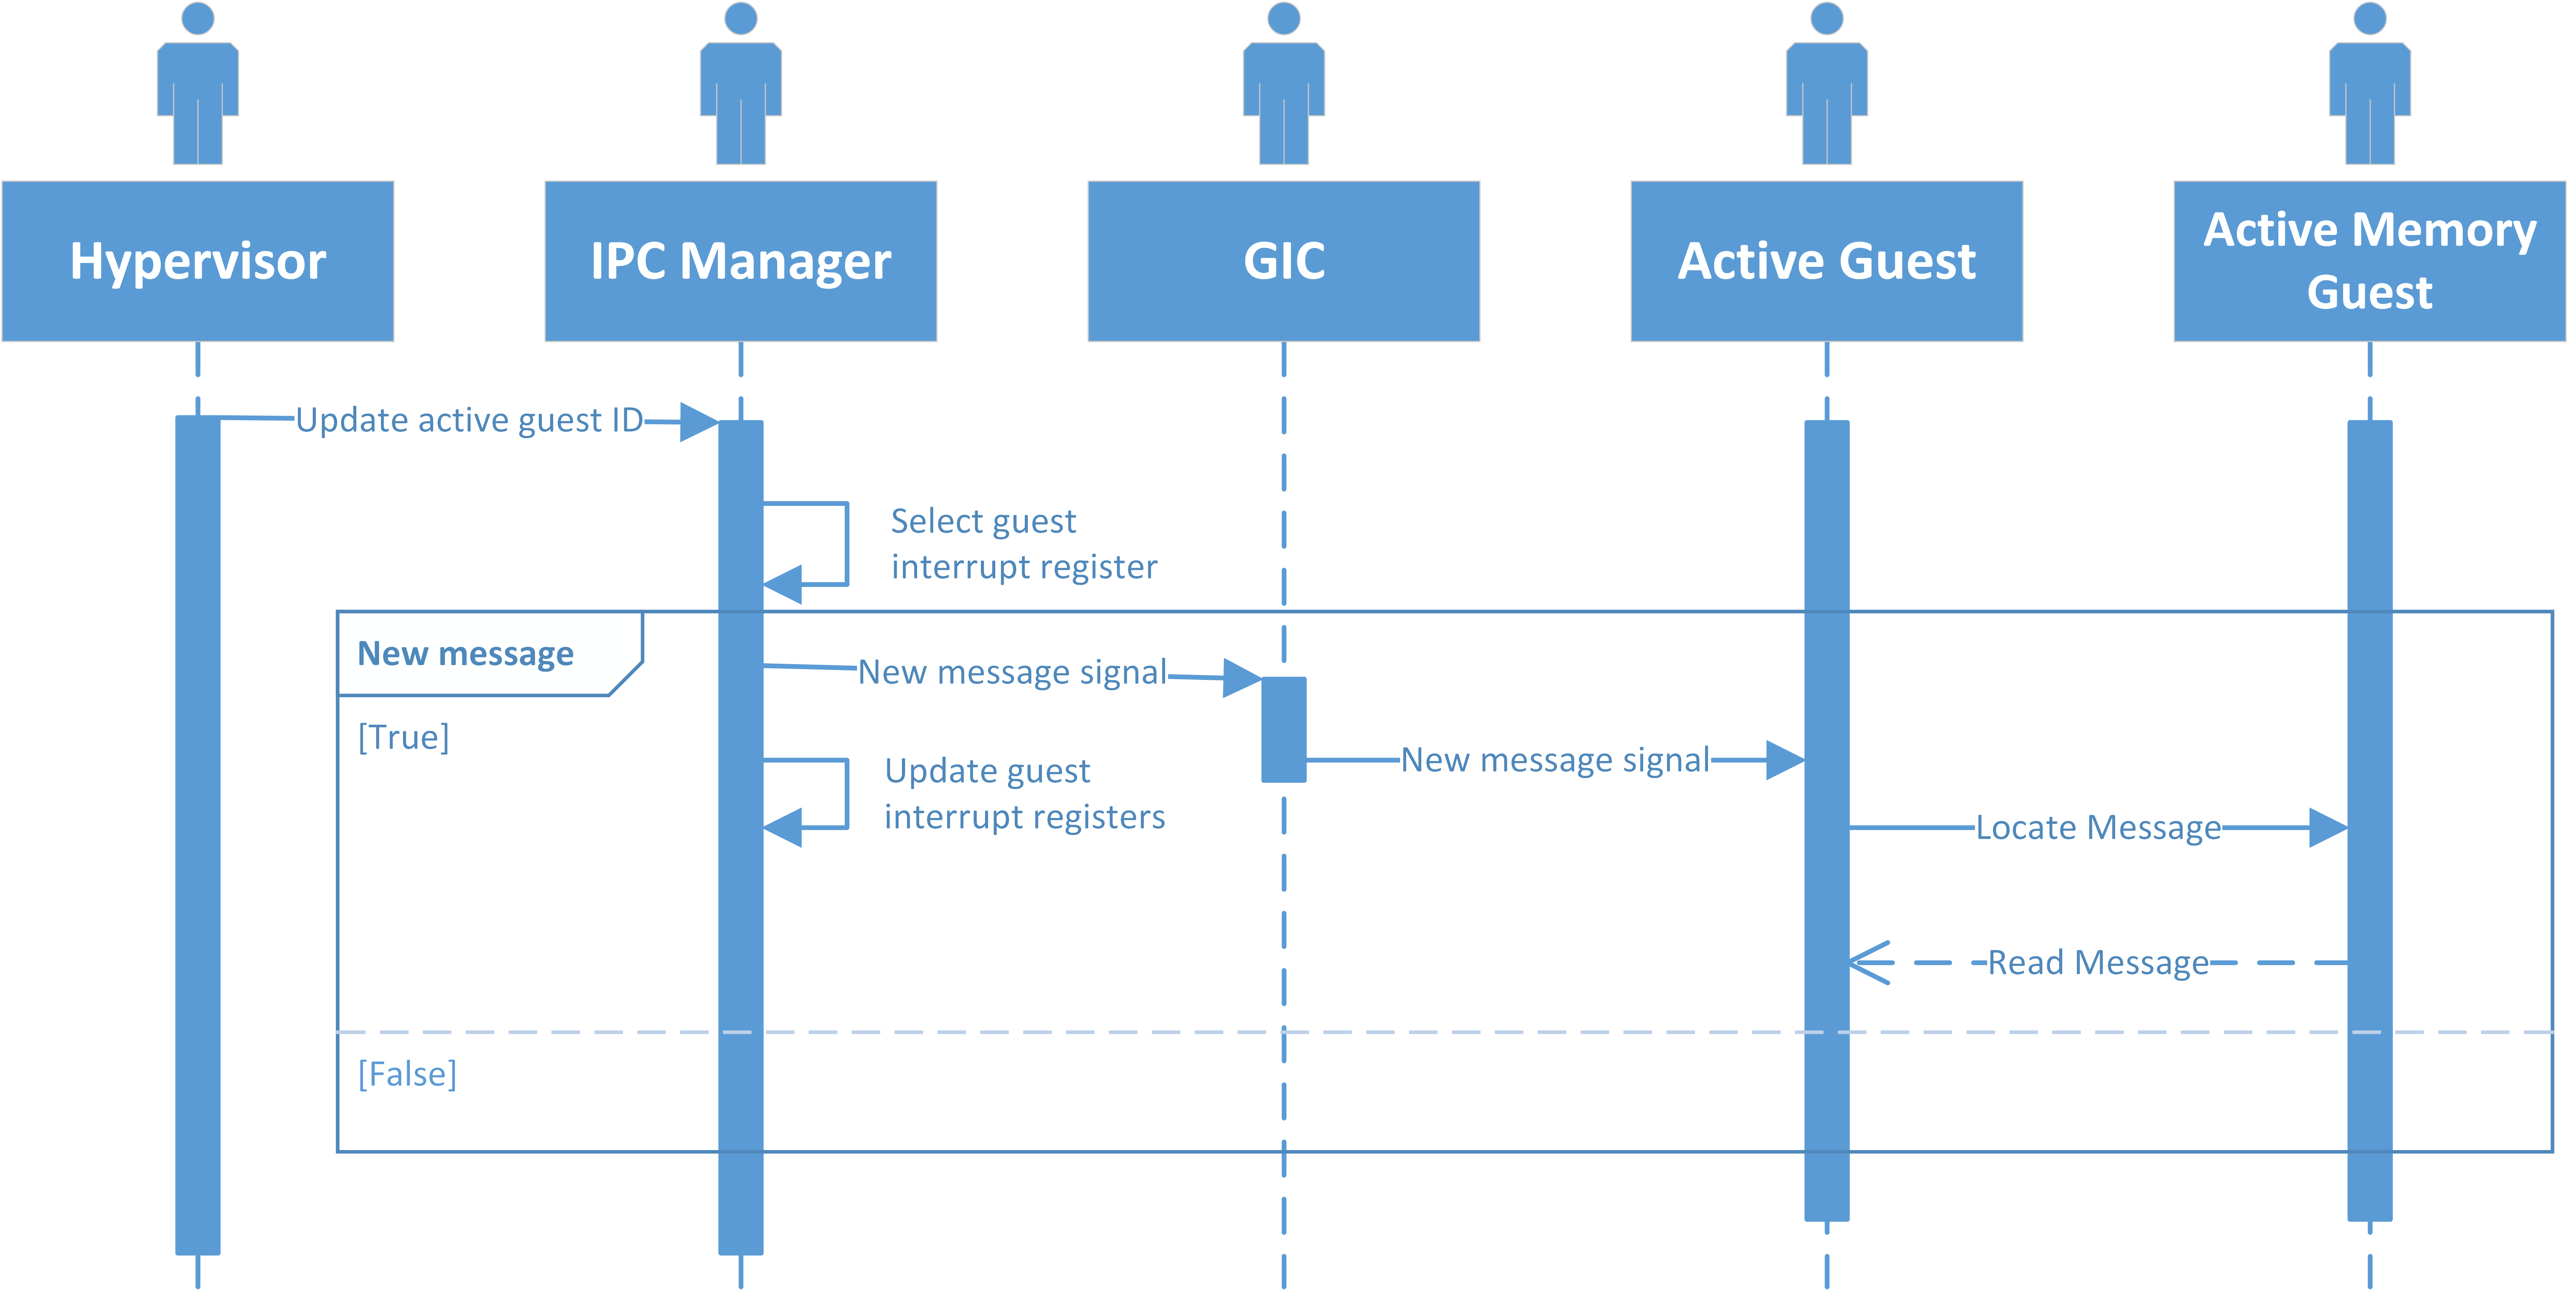 Hypervisor
IPC Manager
GIC
Active Guest
Active Memory
Guest
Update active guest ID
Select guest
interrupt register
New message
New message signal
[True]
Update guest
interrupt registers
New message signal
Locate Message
Read Message
[False]